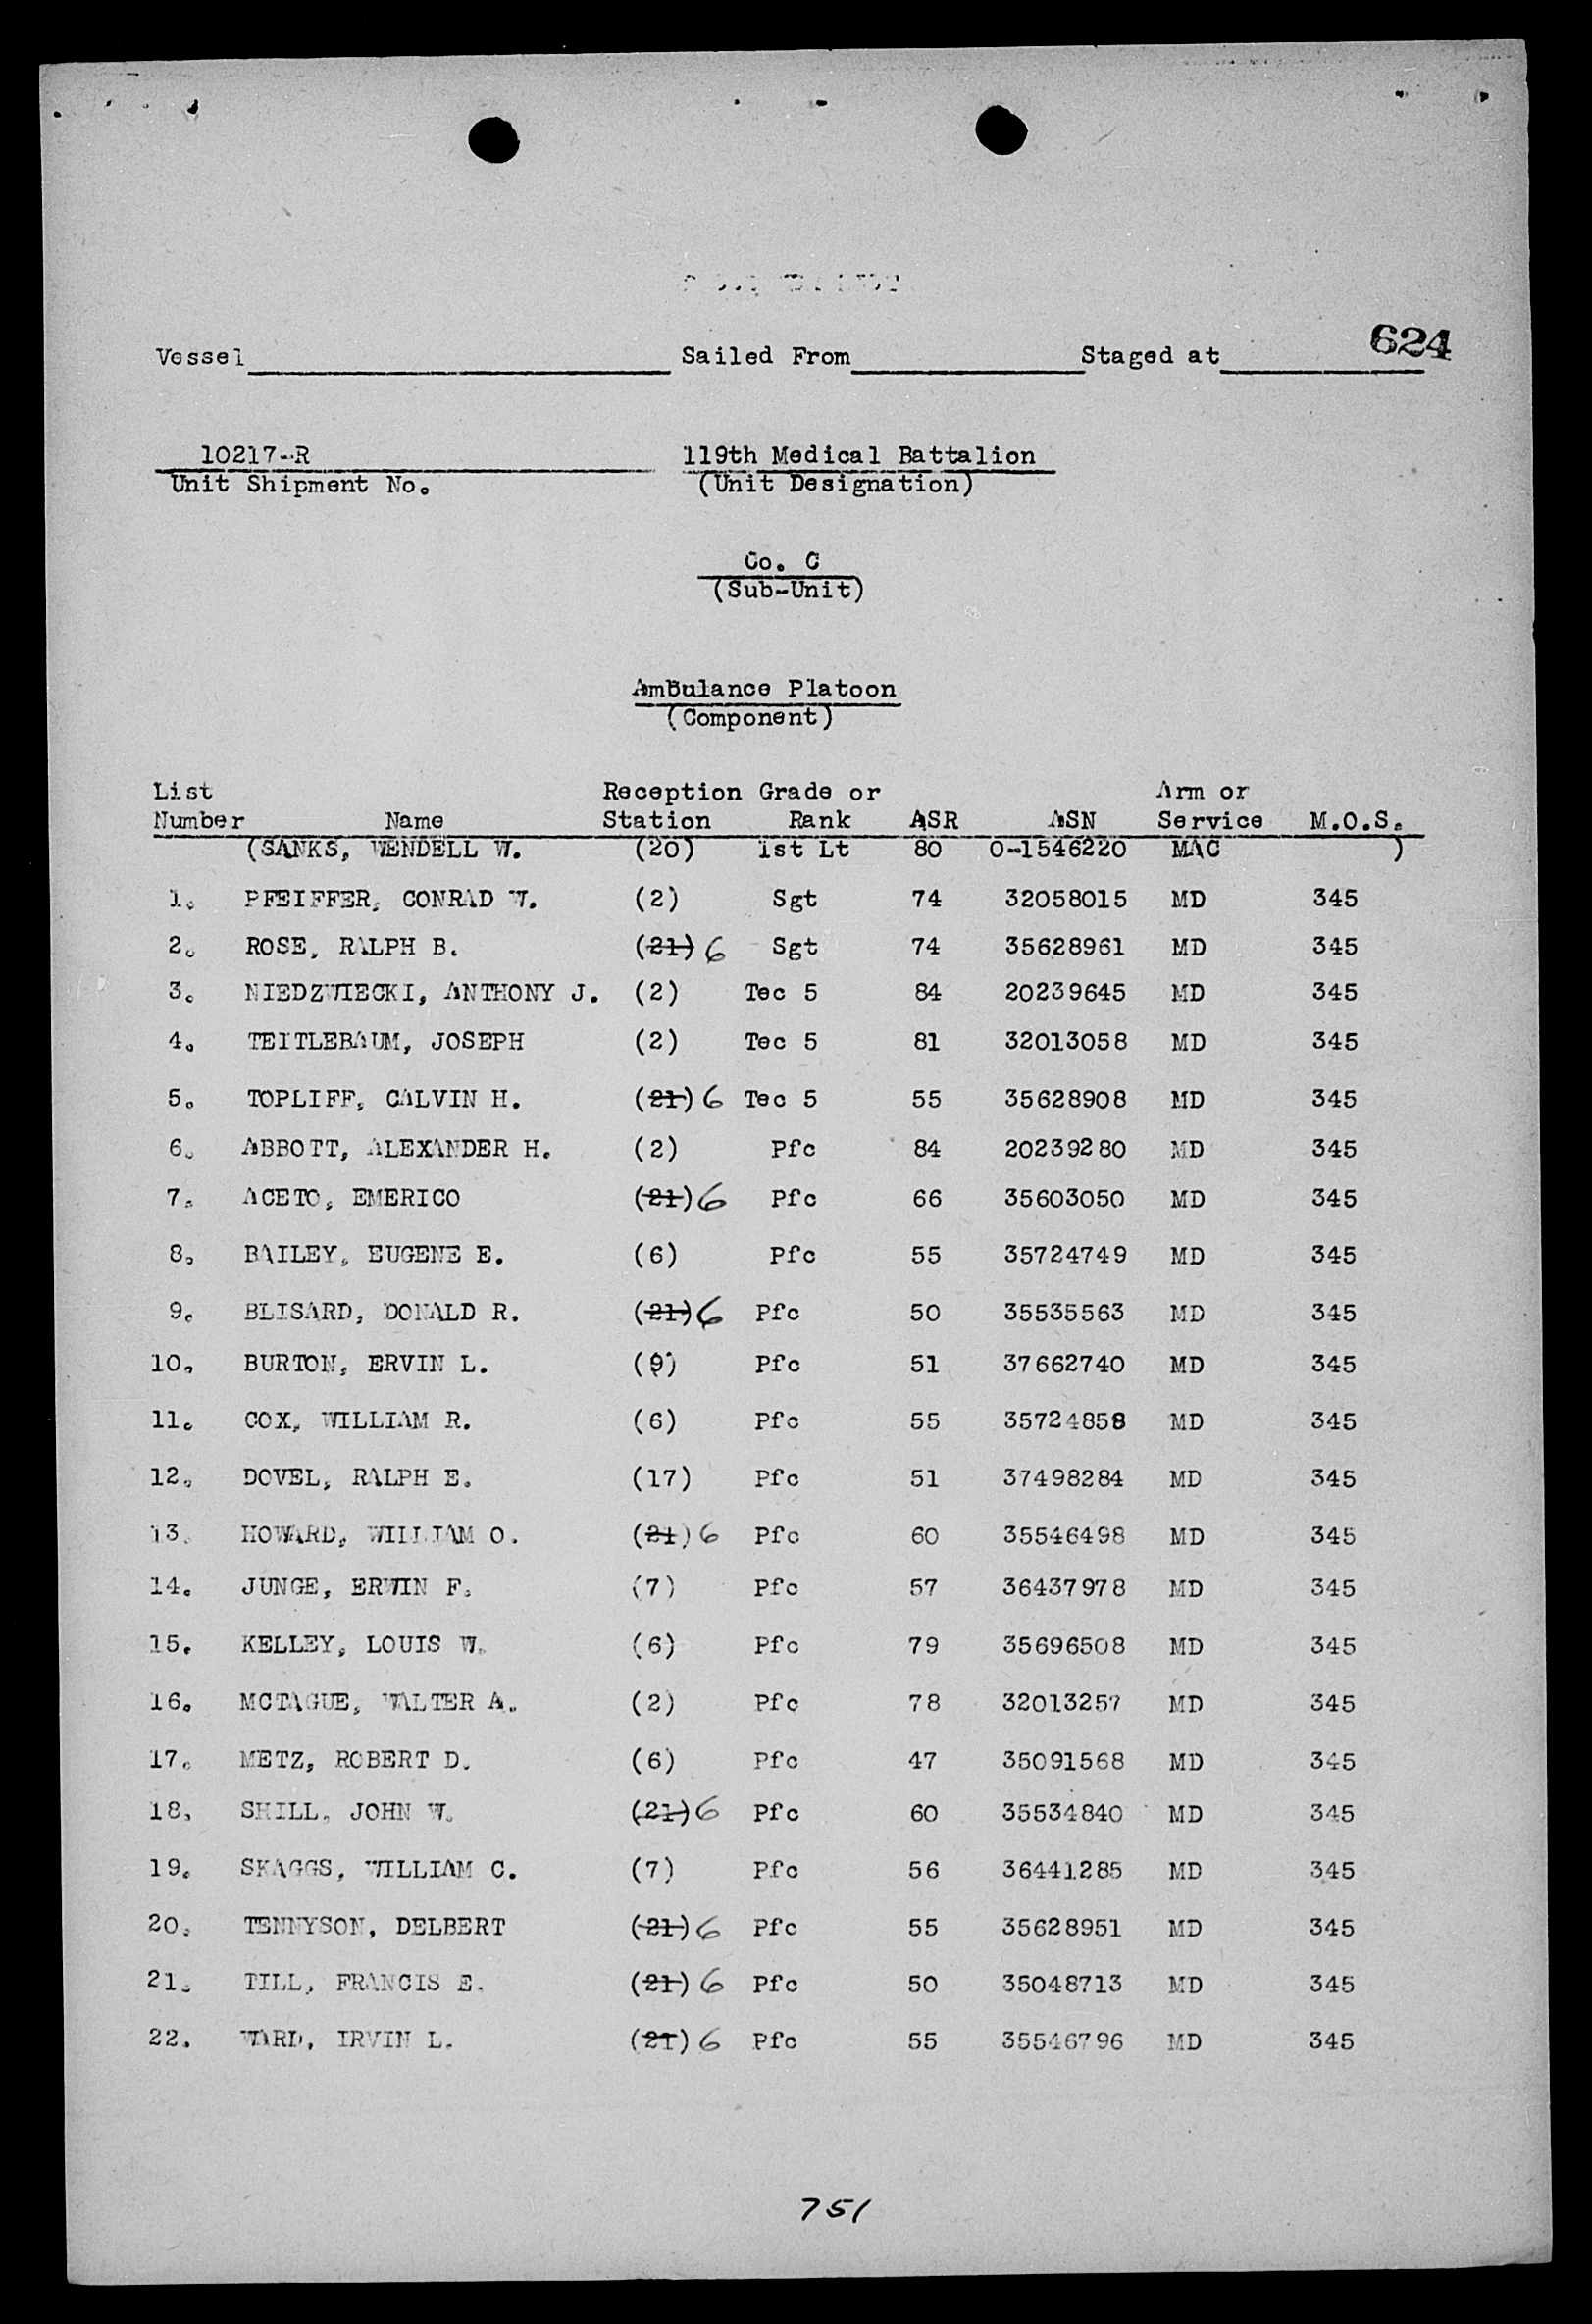 624
Vessel Sailed From Staged at
10217-R 119th Medical Battalion
Unit Shipment No. (Unit Designation)
Co. C
(Sub-Unit)
Ambulance Platoon
(Component)
List Reception Grade or Arm or
Number Name Station Rank ASR ASN Service M.O.S.
(SANKS, WENDELL W. (20) 1st Lt 80 0-1546220 MAC )
1. PFEIFFER, CONRAD W. (2) Sgt 74 32058015 MD 345
2. ROSE, RALPH B. (21) 6 Sgt 74 35628961 MD 345
3. NIEDZWIECKI, ANTHONY J. (2) Tec 5 84 20239645 MD 345
4. TEITLEBAUM, JOSEPH (2) Tec 5 81 32013058 MD 345
5. TOPLIFF, CALVIN H. (21) 6 Tec 5 55 35628908 MD 345
6. ABBOTT, ALEXANDER H. (2) Pfc 84 20239280 MD 345
7. ACETO, EMERICO (21) 6 Pfc 66 35603050 MD 345
8. BAILEY, EUGENE E. (6) Pfc 55 35724749 MD 345
9. BLISARD, DONALD R. (21) 6 Pfc 50 35535563 MD 345
10. BURTON, ERVIN L. (9) Pfc 51 37662740 MD 345
11. COX, WILLIAM R. (6) Pfc 55 35724858 MD 345
12. DOVEL, RALPH E. (17) Pfc 51 37498284 MD 345
13. HOWARD, WILLIAM O. (21) 6 Pfc 60 35546498 MD 345
14. JUNGE, ERWIN F. (7) Pfc 57 36437978 MD 345
15. KELLEY, LOUIS W. (6) Pfc 79 35696508 MD 345
16. MCTAGUE, WALTER A. (2) Pfc 78 32013257 MD 345
17. METZ, ROBERT D. (6) Pfc 47 35091568 MD 345
18. SHILL, JOHN W. (21) 6 Pfc 60 35534840 MD 345
19. SKAGGS, WILLIAM C. (7) Pfc 56 36441285 MD 345
20. TENNYSON, DELBERT (21) 6 Pfc 55 35628951 MD 345
21. TILL, FRANCIS E. (21) 6 Pfc 50 35048713 MD 345
22. WARD, IRVIN L. (21) 6 Pfc 55 35546796 MD 345
751